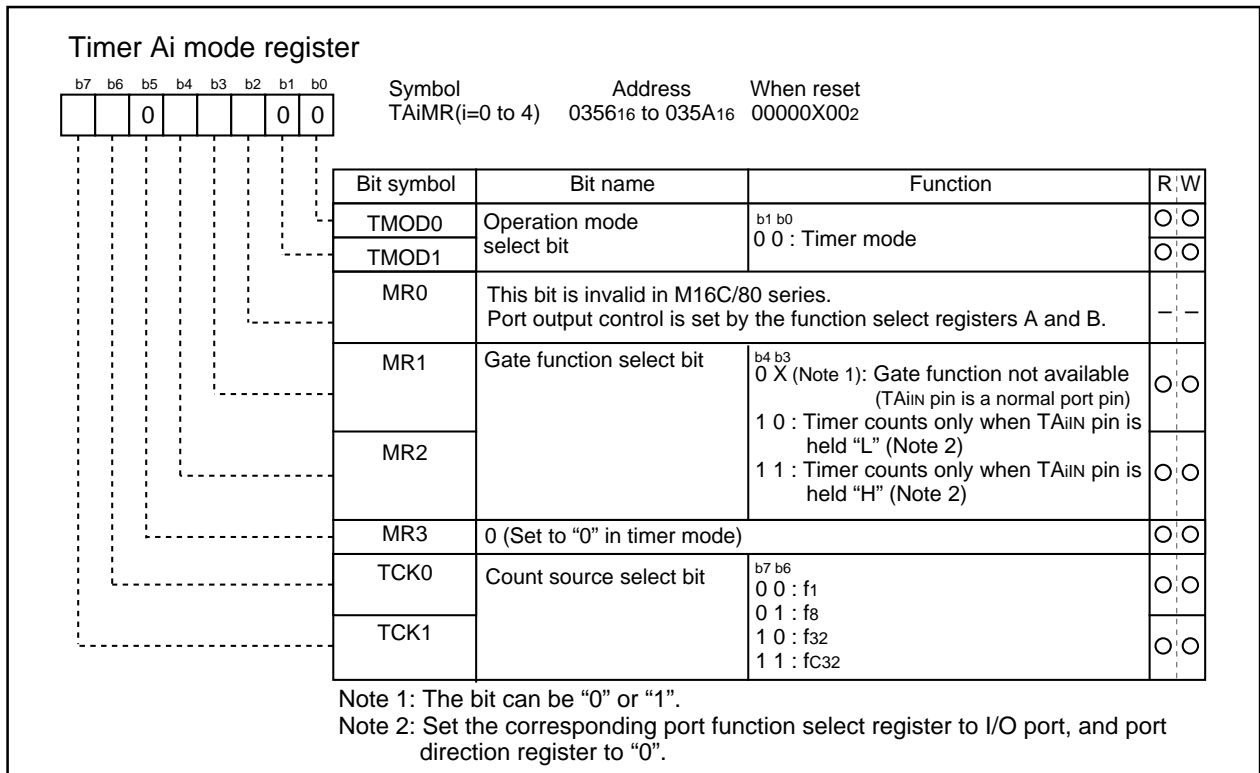 Timer Ai mode register
b7 b6 b5 b4 b3 b2 b1 b0
0 0 0
Symbol Address When reset
TAiMR(i=0 to 4) 035616 to 035A16 00000X002
Bit symbol Bit name Function R W
TMOD0 Operation mode select bit b1 b0
0 0 : Timer mode
TMOD1
MR0 This bit is invalid in M16C/80 series.
Port output control is set by the function select registers A and B. – –
MR1 Gate function select bit b4 b3
0 X (Note 1): Gate function not available
(TAiIN pin is a normal port pin)
1 0 : Timer counts only when TAiIN pin is
held “L” (Note 2)
MR2
1 1 : Timer counts only when TAiIN pin is
held “H” (Note 2)
MR3 0 (Set to “0” in timer mode)
TCK0 Count source select bit b7 b6
0 0 : f1
0 1 : f8
TCK1
1 0 : f32
1 1 : fC32
Note 1: The bit can be “0” or “1”.
Note 2: Set the corresponding port function select register to I/O port, and port
direction register to “0”.